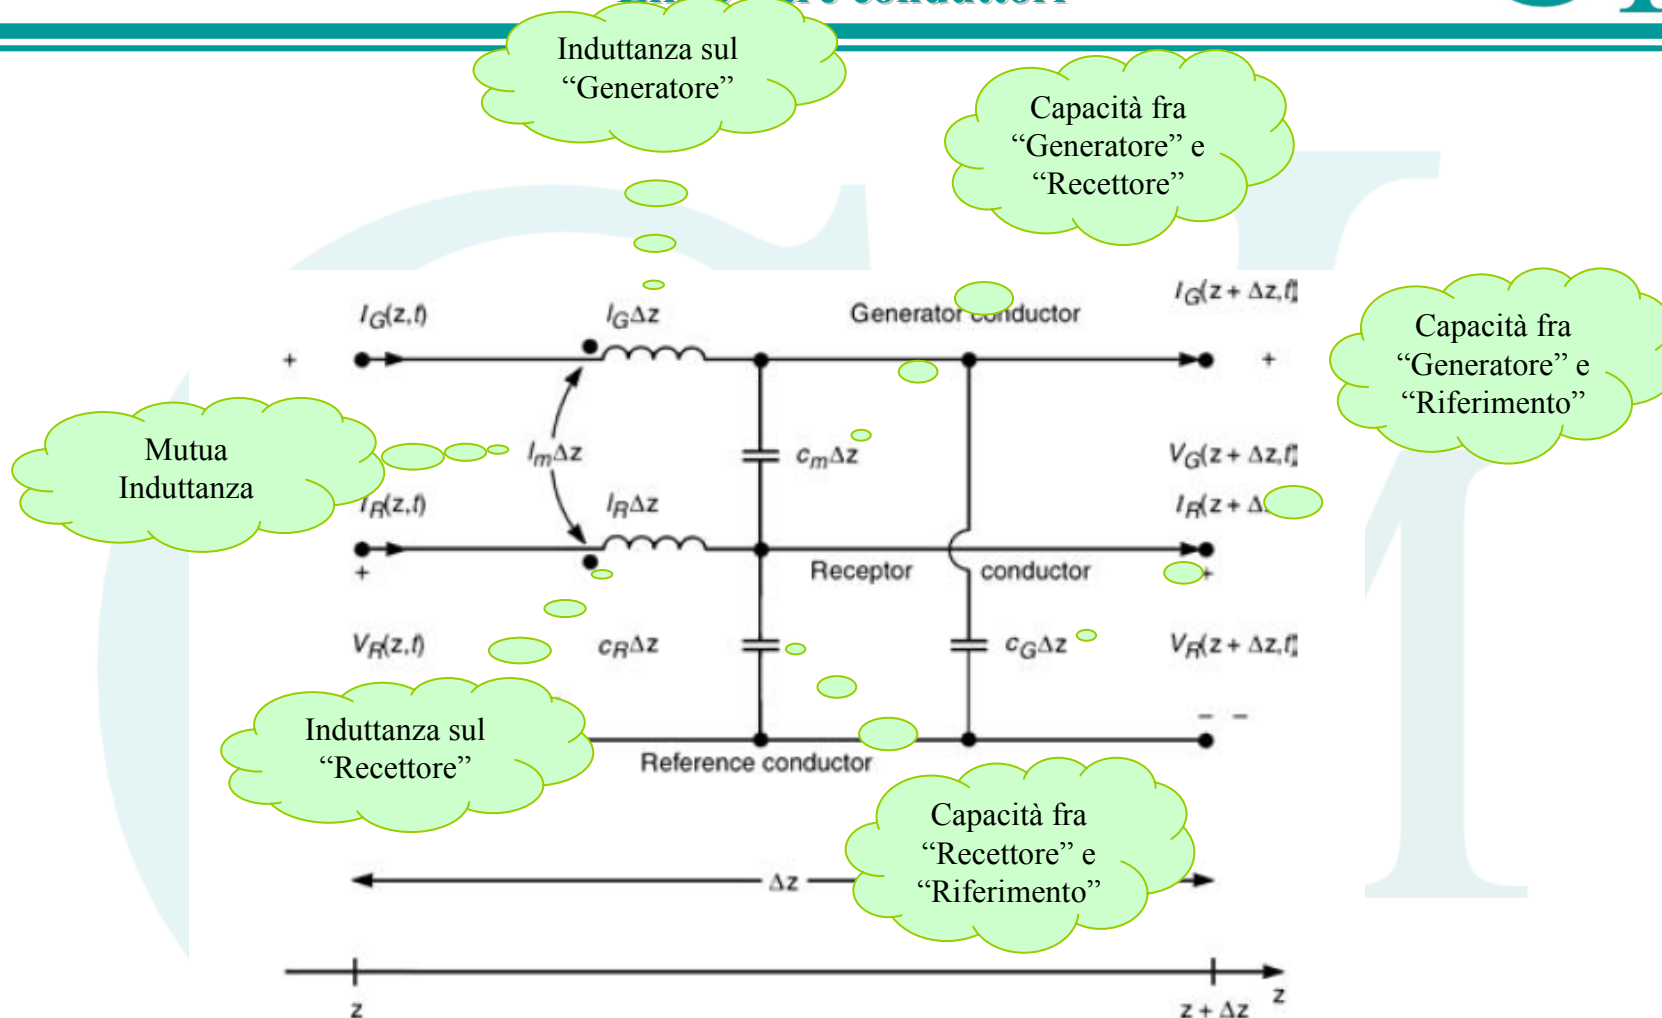 Induttanza sul
“Generatore”
Capacità fra
“Generatore” e
“Recettore”
I_G(z,t)
l_GΔz
Generator conductor
I_G(z + Δz,t)
Capacità fra
“Generatore” e
“Riferimento”
+
+
Mutua
Induttanza
l_mΔz
c_mΔz
V_G(z + Δz,t)
I_R(z,t)
l_RΔz
I_R(z + Δ
+
Receptor conductor
+
V_R(z,t)
c_RΔz
c_GΔz
V_R(z + Δz,t)
Induttanza sul
“Recettore”
– –
Reference conductor
Capacità fra
“Recettore” e
“Riferimento”
Δz
z
z + Δz
z